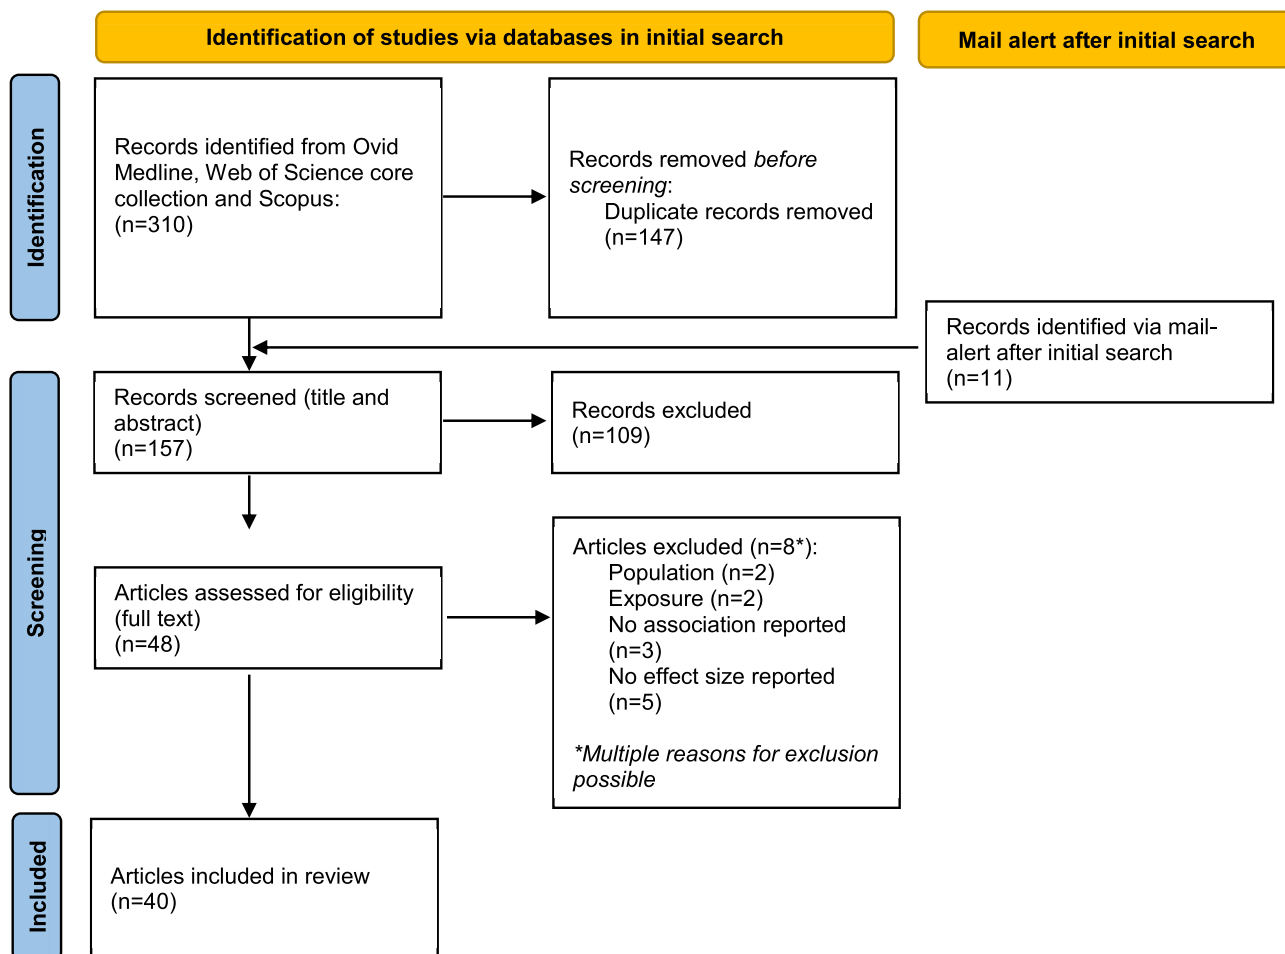 Identification of studies via databases in initial search
Mail alert after initial search
Identification
Records identified from Ovid
Medline, Web of Science core
collection and Scopus:
(n=310)
Records removed before
screening:
Duplicate records removed
(n=147)
Records identified via mail-
alert after initial search
(n=11)
Screening
Records screened (title and
abstract)
(n=157)
Records excluded
(n=109)
Articles assessed for eligibility
(full text)
(n=48)
Articles excluded (n=8*):
Population (n=2)
Exposure (n=2)
No association reported
(n=3)
No effect size reported
(n=5)
*Multiple reasons for exclusion
possible
Included
Articles included in review
(n=40)